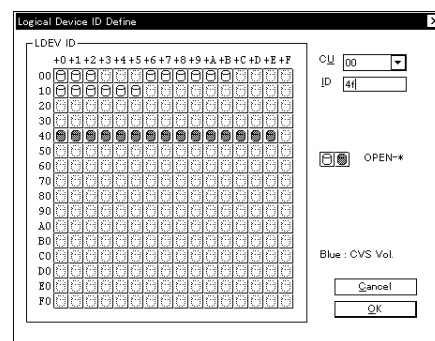 Logical Device ID Define
LDEV ID
+0 +1 +2 +3 +4 +5 +6 +7 +8 +9 +A +B +C +D +E +F
00
10
20
30
40
50
60
70
80
90
A0
B0
C0
D0
E0
F0
CU 00
ID 4f
OPEN-*
Blue : CVS Vol.
Cancel
OK